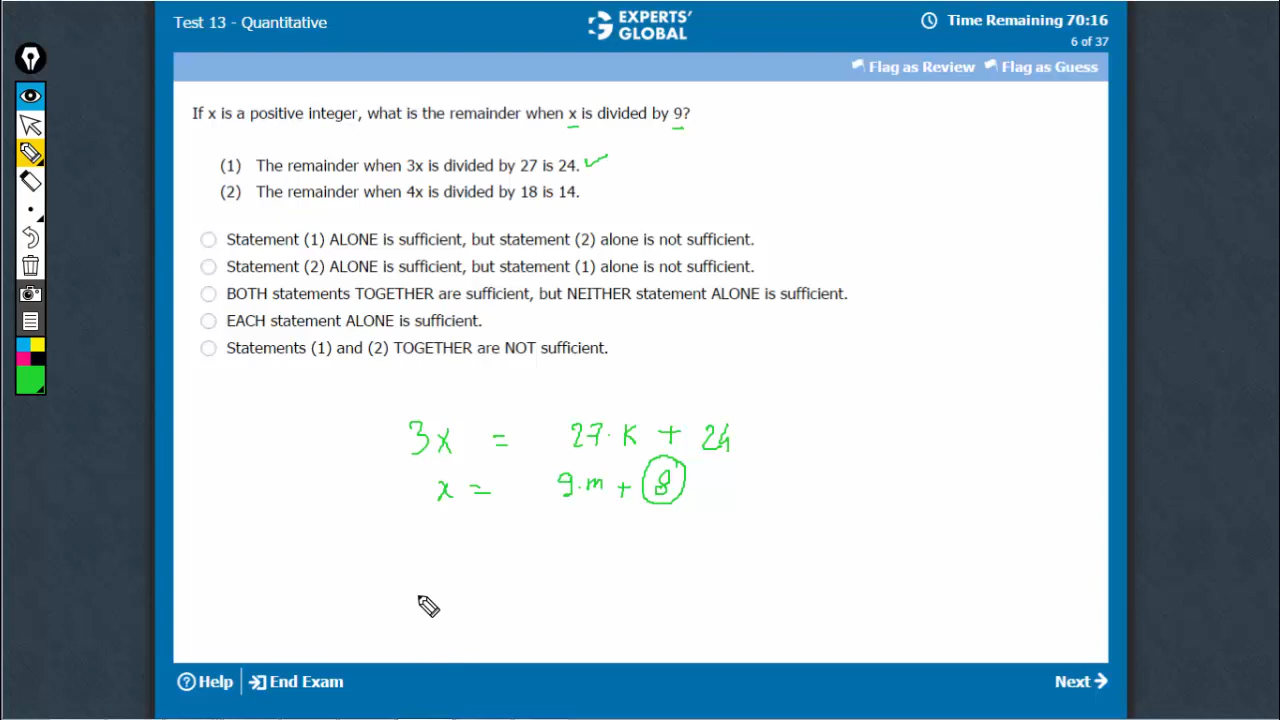 Test 13 - Quantitative
EXPERTS'
GLOBAL
Time Remaining 70:16
6 of 37
Flag as Review Flag as Guess
If x is a positive integer, what is the remainder when x is divided by 9?
(1) The remainder when 3x is divided by 27 is 24.
(2) The remainder when 4x is divided by 18 is 14.
Statement (1) ALONE is sufficient, but statement (2) alone is not sufficient.
Statement (2) ALONE is sufficient, but statement (1) alone is not sufficient.
BOTH statements TOGETHER are sufficient, but NEITHER statement ALONE is sufficient.
EACH statement ALONE is sufficient.
Statements (1) and (2) TOGETHER are NOT sufficient.
3x = 27·K + 24
x = 9·m + 8
Help End Exam Next